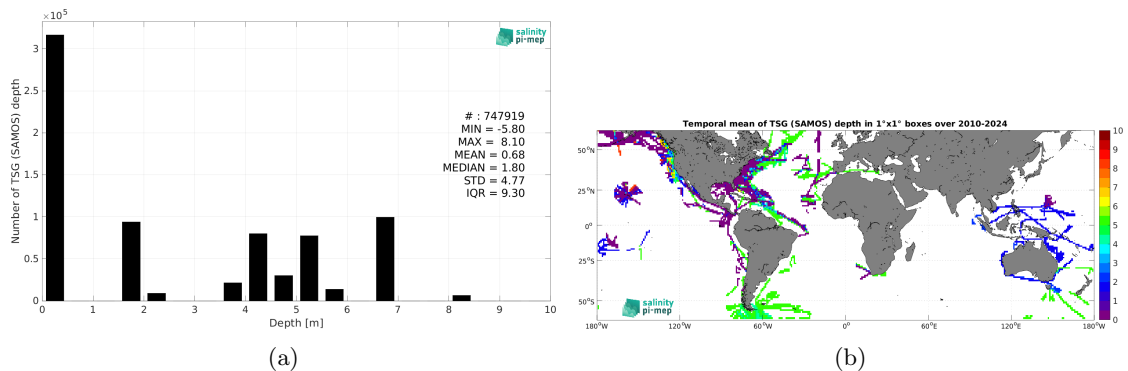 ×10⁵
3
2.5
2
1.5
1
0.5
0
Number of TSG (SAMOS) depth
salinity
pi-mep
# : 747919
MIN = -5.80
MAX = 8.10
MEAN = 0.68
MEDIAN = 1.80
STD = 4.77
IQR = 9.30
0 1 2 3 4 5 6 7 8 9 10
Depth [m]
(a)
Temporal mean of TSG (SAMOS) depth in 1°x1° boxes over 2010-2024
50°N
25°N
0°
25°S
50°S
salinity
pi-mep
180°W 120°W 60°W 0° 60°E 120°E 180°E
10
9
8
7
6
5
4
3
2
1
0
(b)